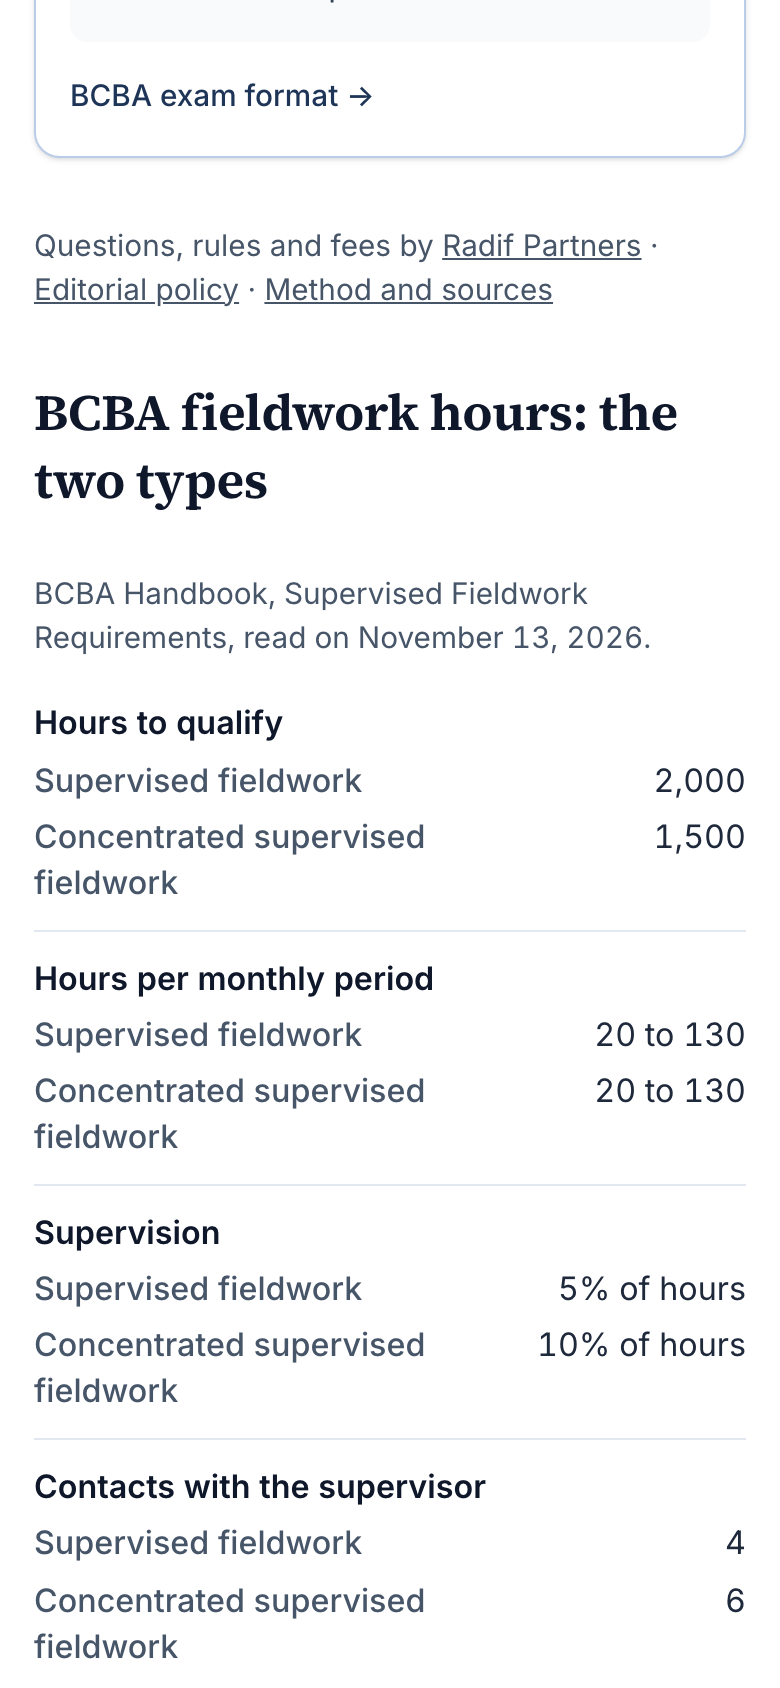 BCBA exam format →
Questions, rules and fees by Radif Partners ·
Editorial policy · Method and sources
BCBA fieldwork hours: the
two types
BCBA Handbook, Supervised Fieldwork
Requirements, read on November 13, 2026.
Hours to qualify
Supervised fieldwork 2,000
Concentrated supervised 1,500
fieldwork
Hours per monthly period
Supervised fieldwork 20 to 130
Concentrated supervised 20 to 130
fieldwork
Supervision
Supervised fieldwork 5% of hours
Concentrated supervised 10% of hours
fieldwork
Contacts with the supervisor
Supervised fieldwork 4
Concentrated supervised 6
fieldwork